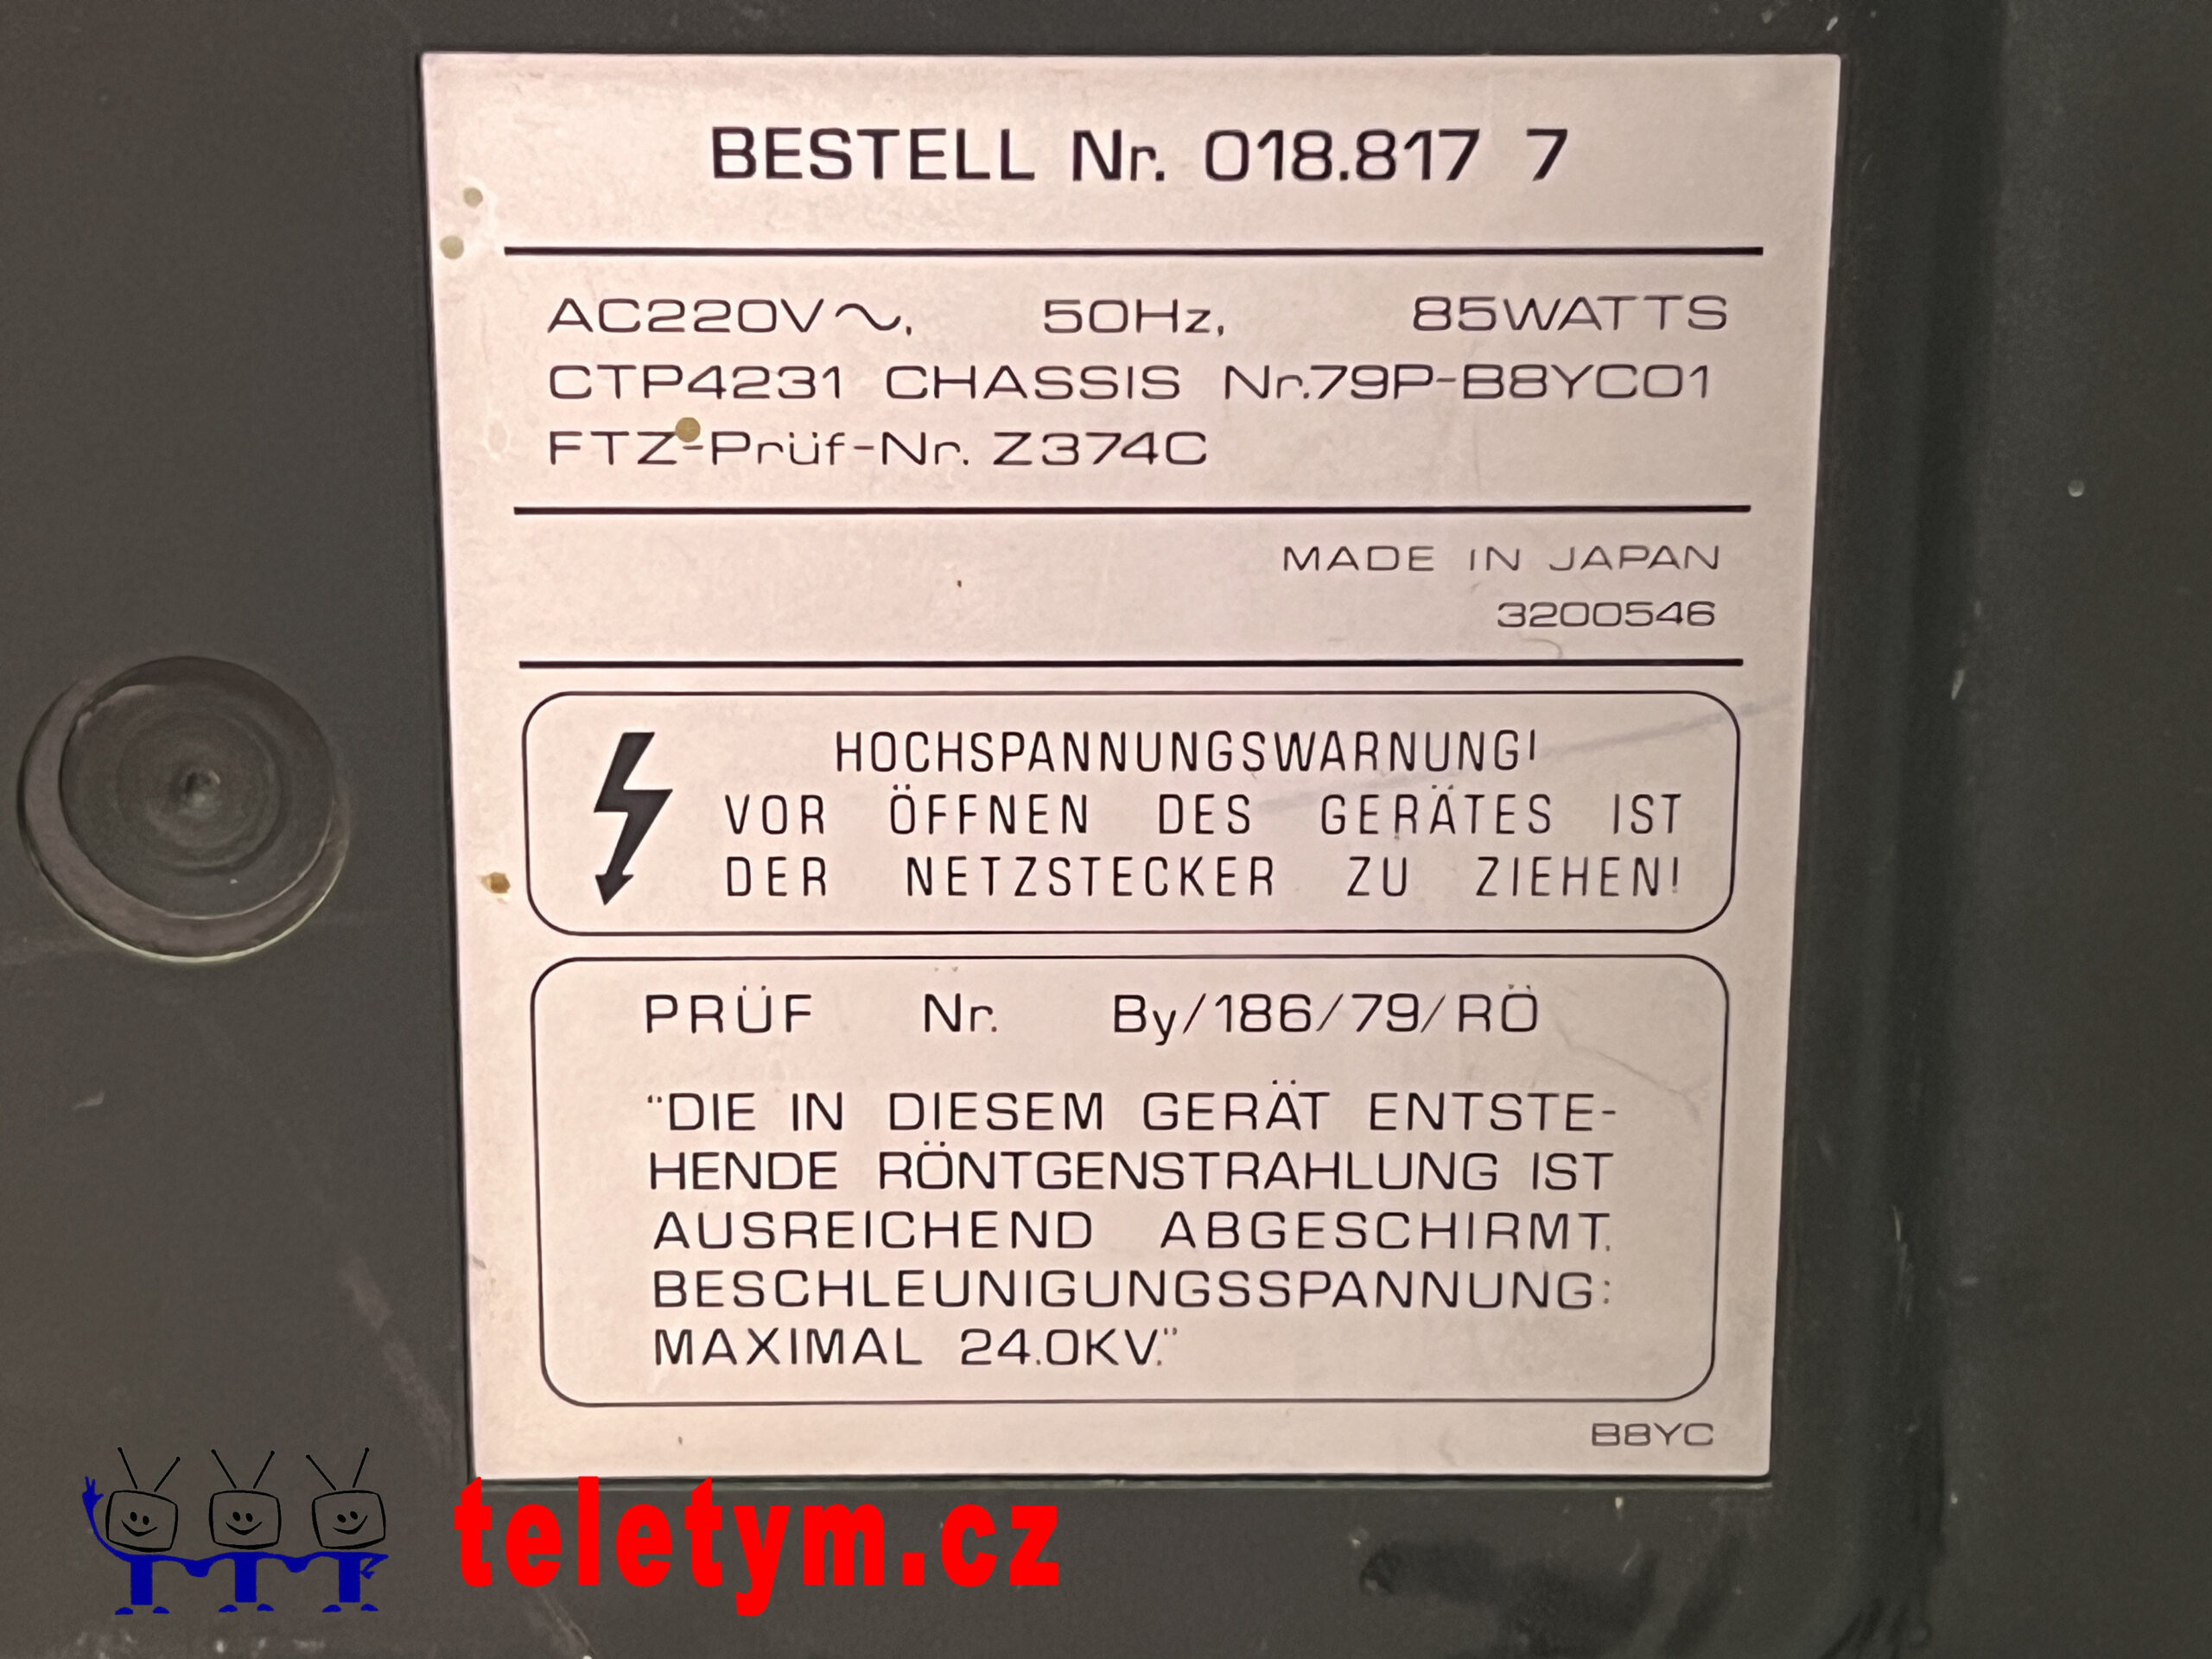 BESTELL Nr. 018.817 7
AC220V~, 50Hz, 85WATTS
CTP4231 CHASSIS Nr.79P-B8YC01
FTZ-Prüf-Nr. Z374C
MADE IN JAPAN
3200546
HOCHSPANNUNGSWARNUNG!
VOR ÖFFNEN DES GERÄTES IST
DER NETZSTECKER ZU ZIEHEN!
PRÜF Nr. By/186/79/RÖ
“DIE IN DIESEM GERÄT ENTSTE-
HENDE RÖNTGENSTRAHLUNG IST
AUSREICHEND ABGESCHIRMT.
BESCHLEUNIGUNGSSPANNUNG:
MAXIMAL 24.0KV.”
B8YC
teletym.cz